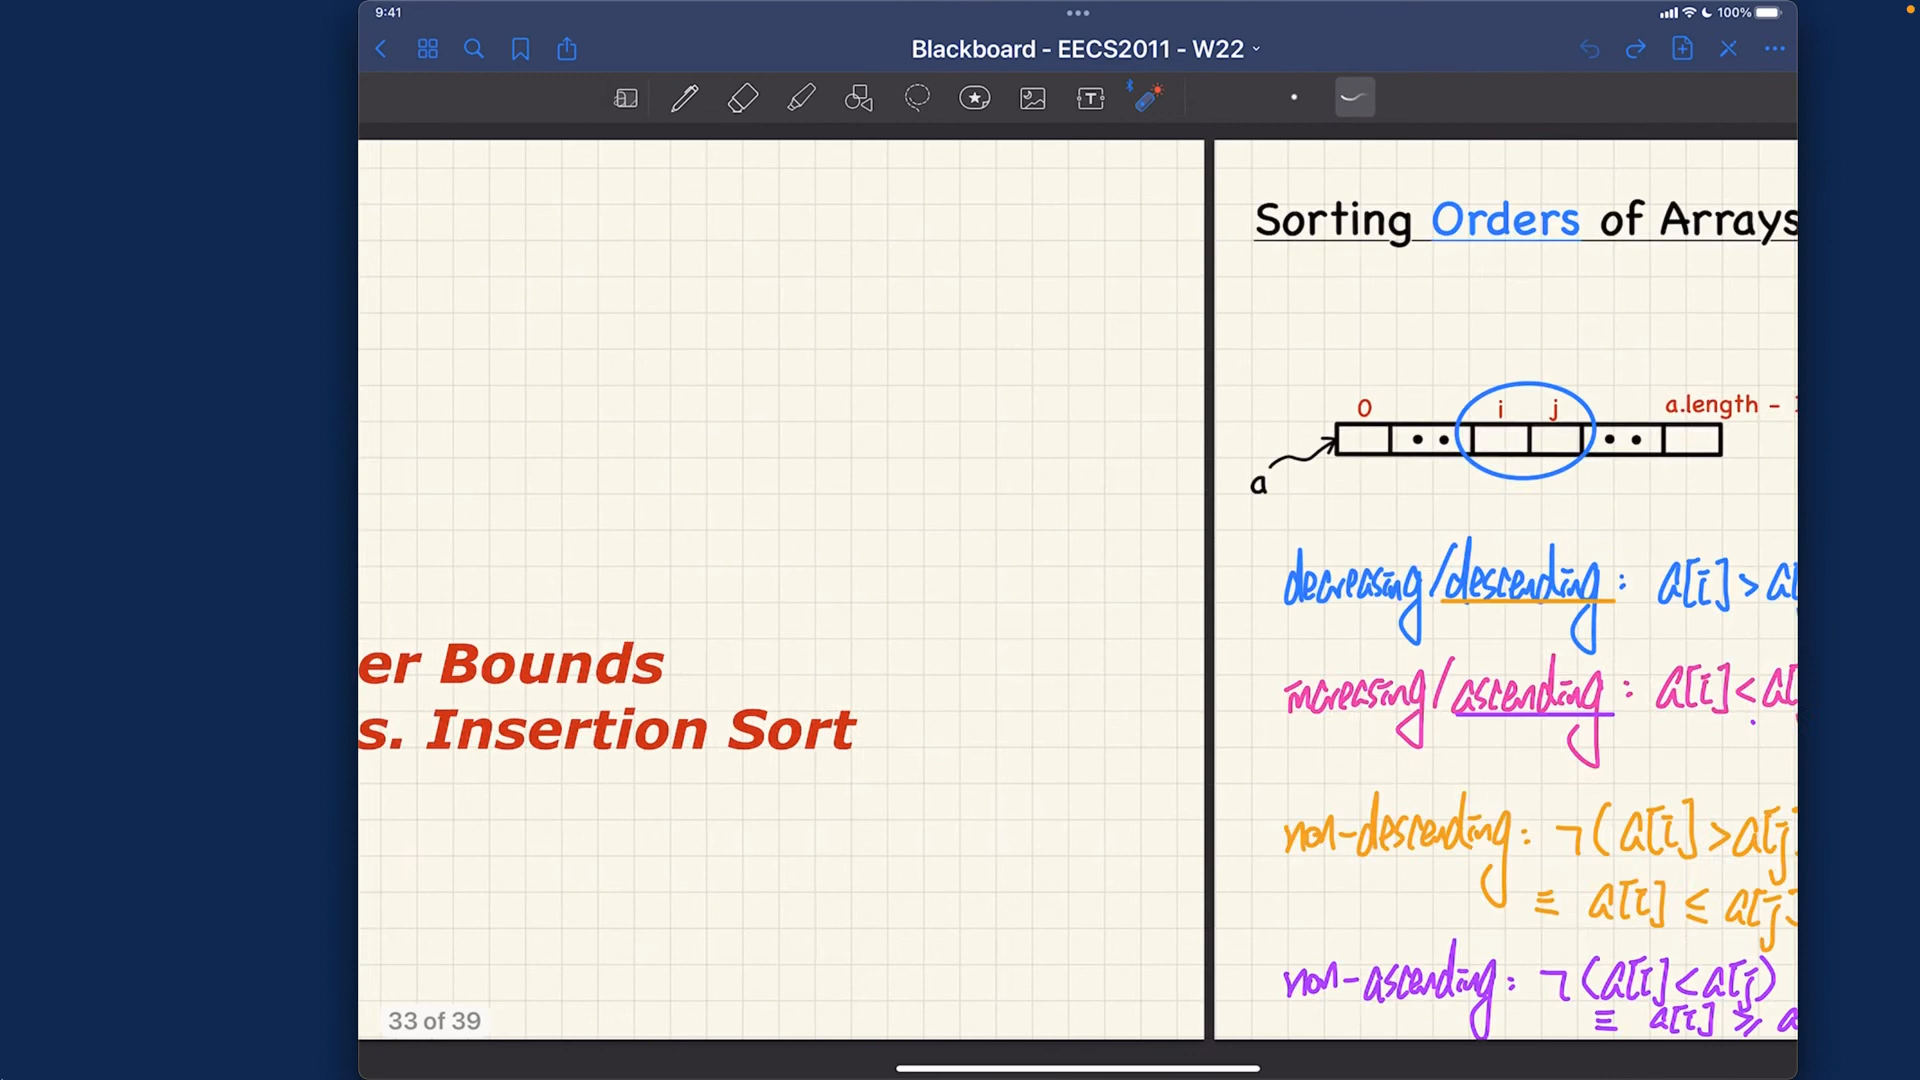 9:41
100%
Blackboard - EECS2011 - W22
T
er Bounds
s. Insertion Sort
33 of 39
Sorting Orders of Arrays
0 i j a.length -
a
decreasing/descending : a[i] > a[
increasing/ascending : a[i] < a[
non-descending : ¬(a[i] > a[j]
≡ a[i] ≤ a[j]
non-ascending : ¬(a[i] < a[j])
≡ a[i] ≥ a